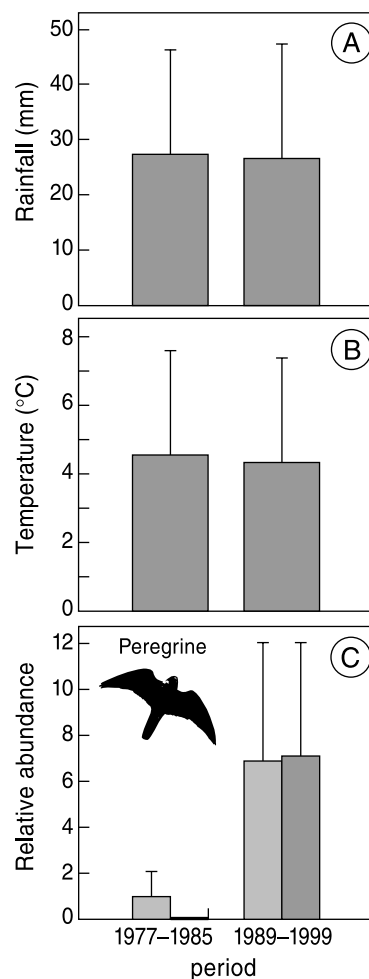 A
Rainfall (mm)
50
40
30
20
10
0
B
Temperature (°C)
8
6
4
2
0
C
Peregrine
Relative abundance
12
10
8
6
4
2
0
1977–1985 1989–1999
period